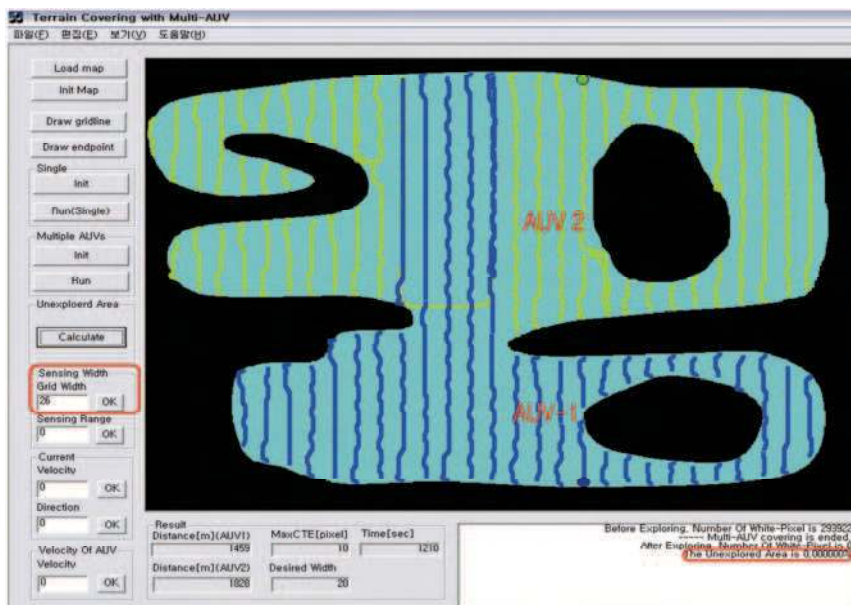 Terrain Covering with Multi-AUV
파일(F) 편집(E) 보기(V) 도움말(H)
Load map
Init Map
Draw gridline
Draw endpoint
Single
Init
Run(Single)
Multiple AUVs
Init
Run
Unexploerd Area
Calculate
Sensing Width
Grid Width
26 OK
Sensing Range
0 OK
Current
Velocity
0 OK
Direction
0 OK
Velocity Of AUV
Velocity
0 OK
AUV 2
AUV-1
Result
Distance[m](AUV1) MaxCTE[pixel] Time[sec]
1459 10 1210
Distance[m](AUV2) Desired Width
1820 20
Before Exploring, Number Of White-Pixel is 293922
----- Multi-AUV covering is ended,
After Exploring, Number Of White-Pixel is 0
The Unexplored Area is 0.000000